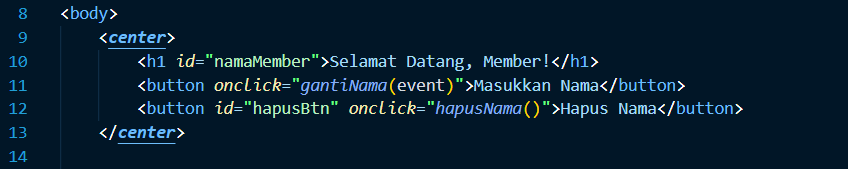 8 <body>
9 <center>
10 <h1 id="namaMember">Selamat Datang, Member!</h1>
11 <button onclick="gantiNama(event)">Masukkan Nama</button>
12 <button id="hapusBtn" onclick="hapusNama()">Hapus Nama</button>
13 </center>
14